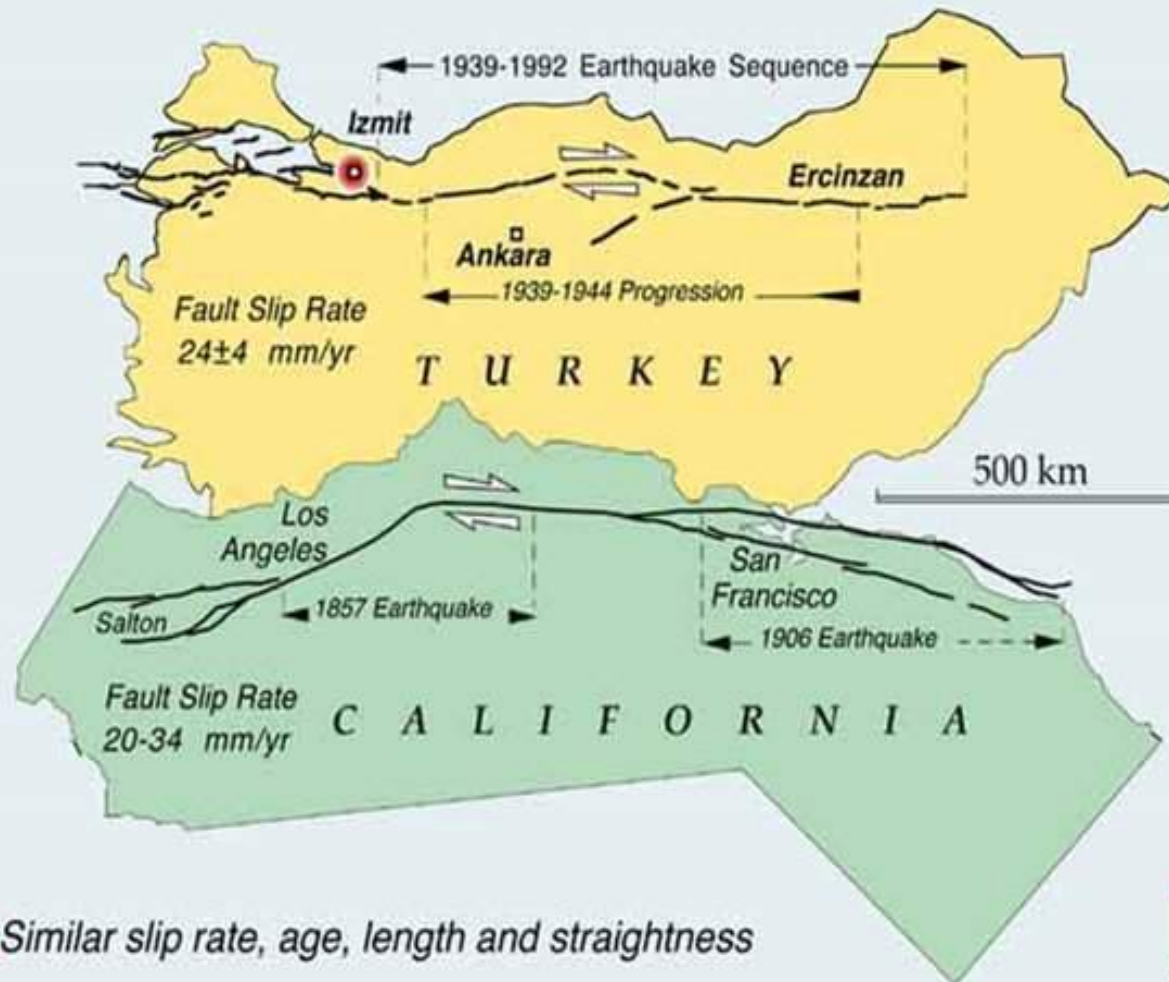 1939-1992 Earthquake Sequence
Izmit
Ercinzan
Ankara
1939-1944 Progression
Fault Slip Rate
24±4 mm/yr
TURKEY
500 km
Los
Angeles
San
Francisco
1857 Earthquake
Salton
1906 Earthquake
Fault Slip Rate
20-34 mm/yr
CALIFORNIA
Similar slip rate, age, length and straightness